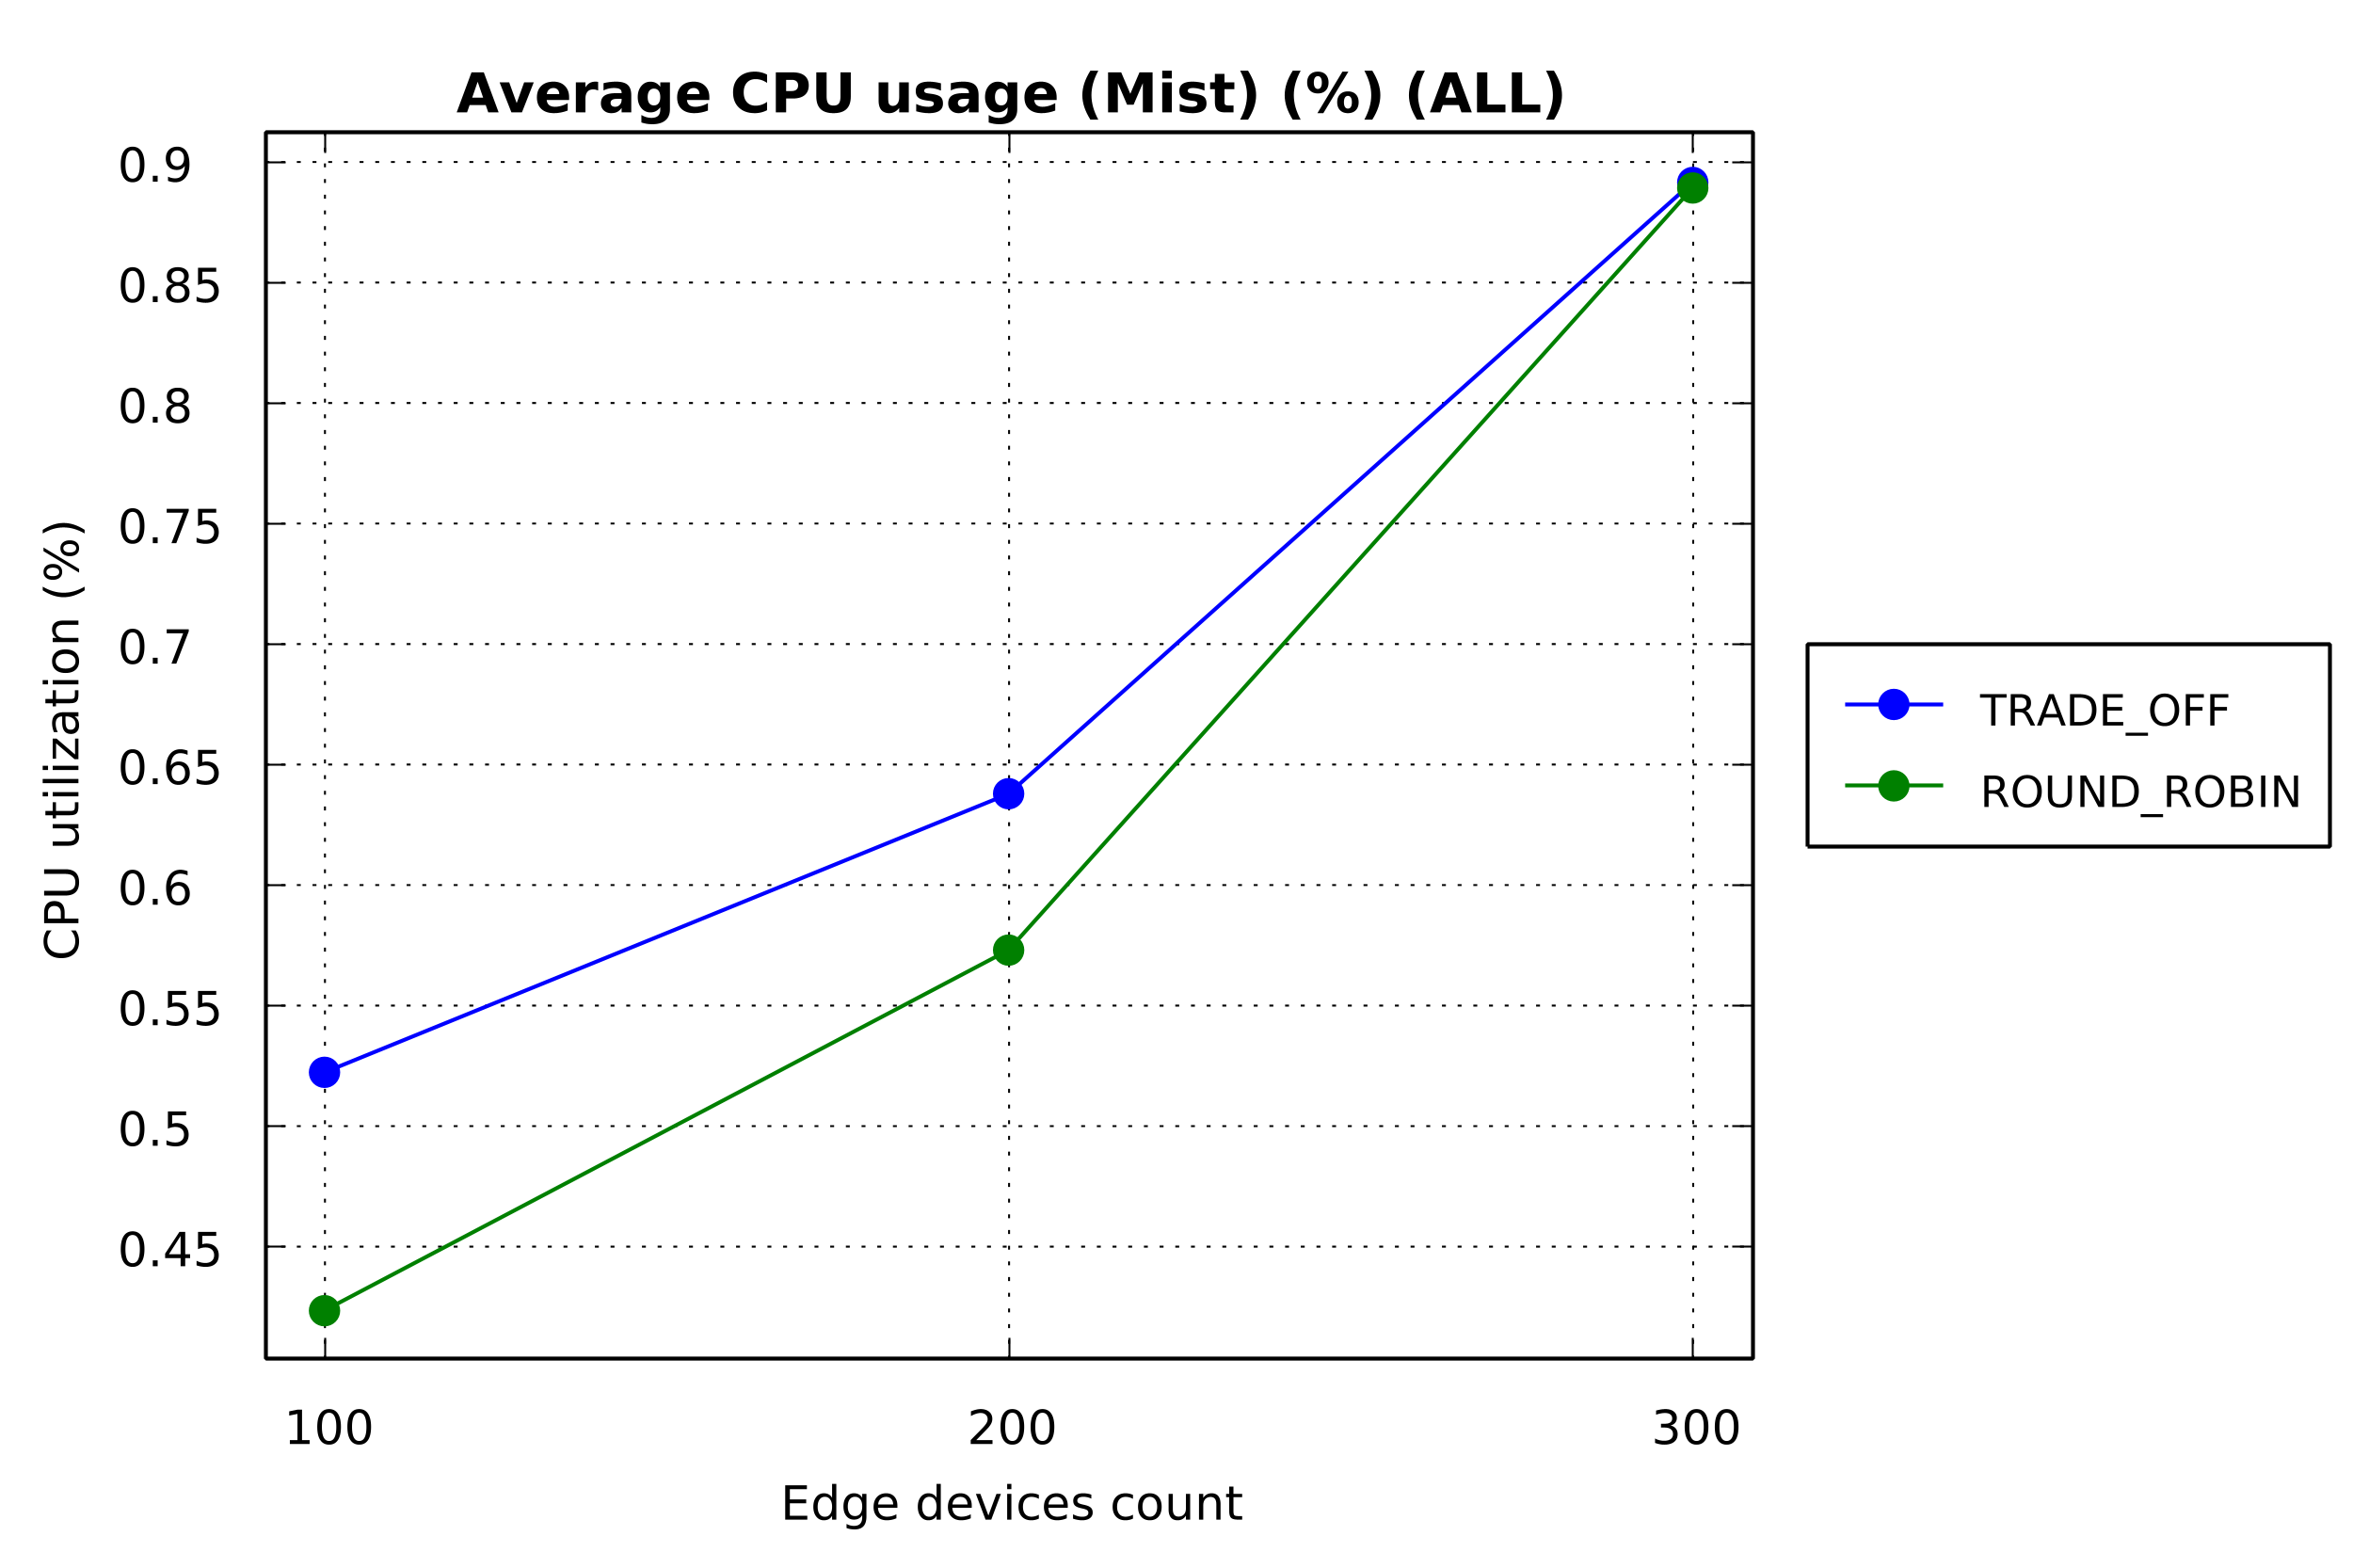 Average CPU usage (Mist) (%) (ALL)
0.9
0.85
0.8
0.75
0.7
0.65
0.6
0.55
0.5
0.45
CPU utilization (%)
100
200
300
Edge devices count
TRADE_OFF
ROUND_ROBIN